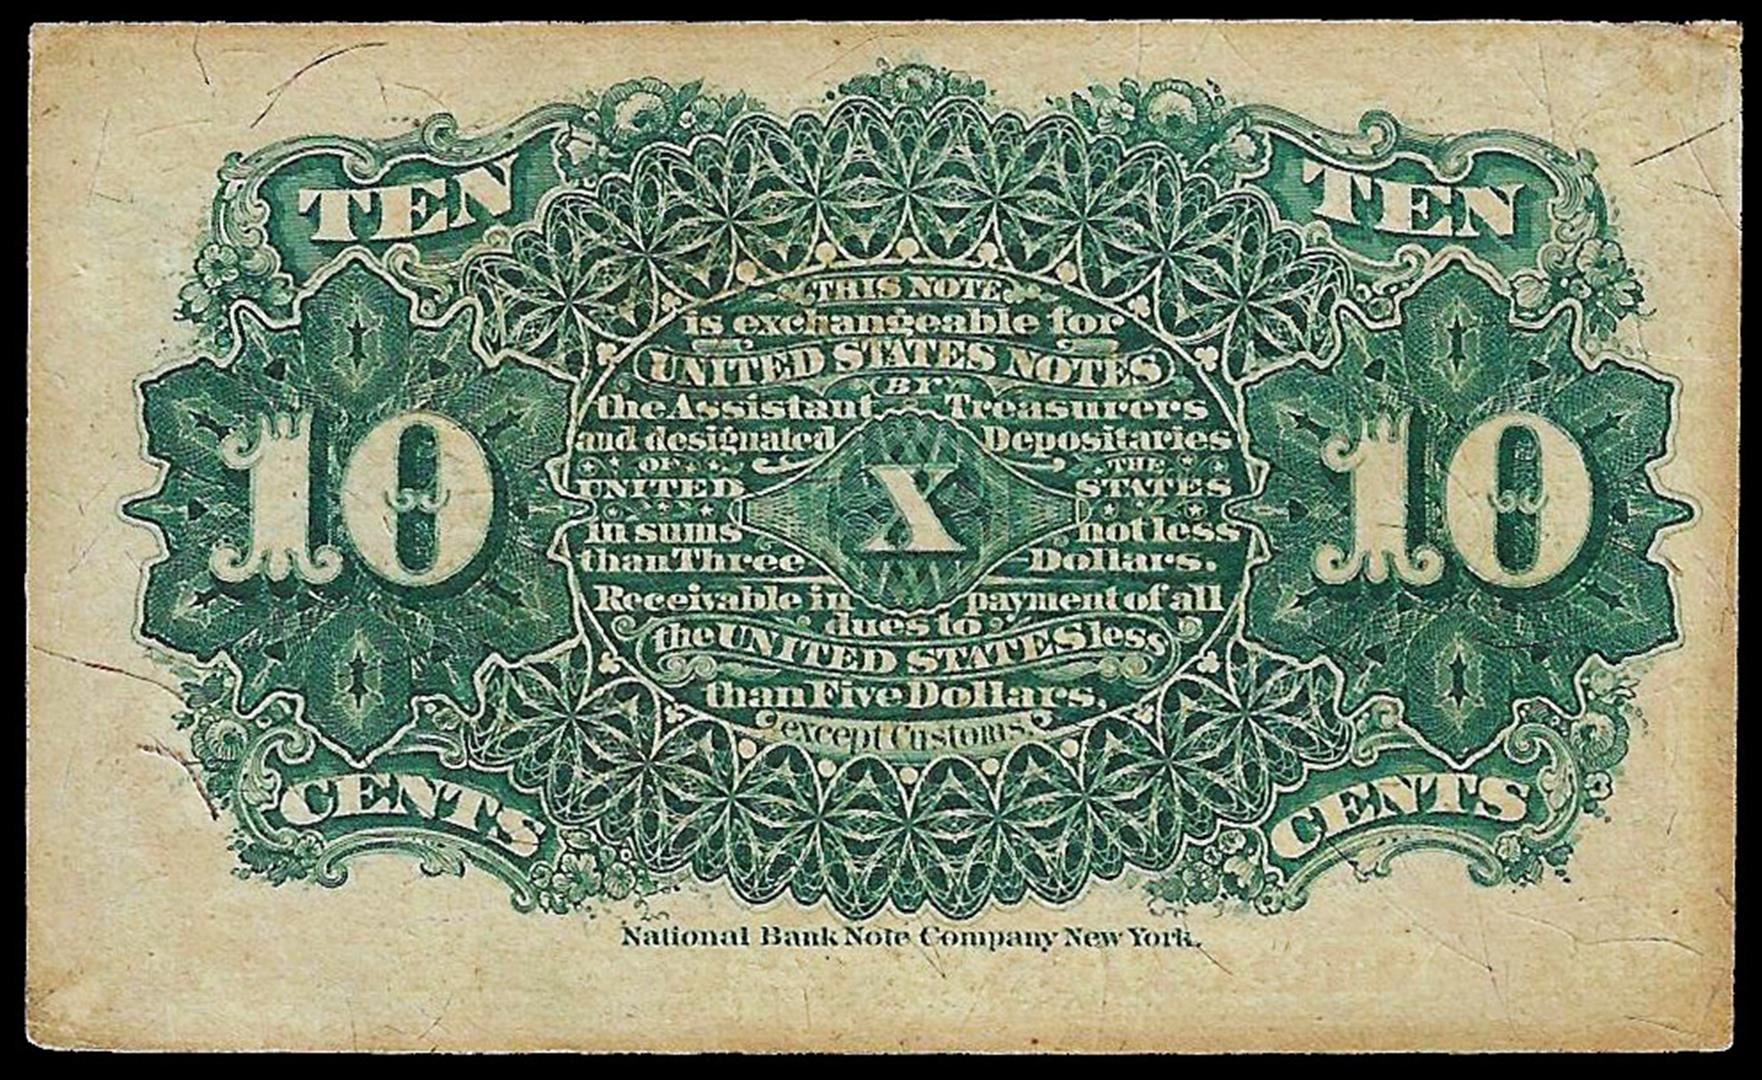 TEN TEN
THIS NOTE
is exchangeable for
UNITED STATES NOTES
BY
the Assistant Treasurers
and designated Depositaries
OF THE
UNITED STATES
10 X 10
in sums not less
than Three Dollars.
Receivable in payment of all
dues to
the UNITED STATES less
than Five Dollars,
except Customs.
CENTS CENTS
National Bank Note Company New York.